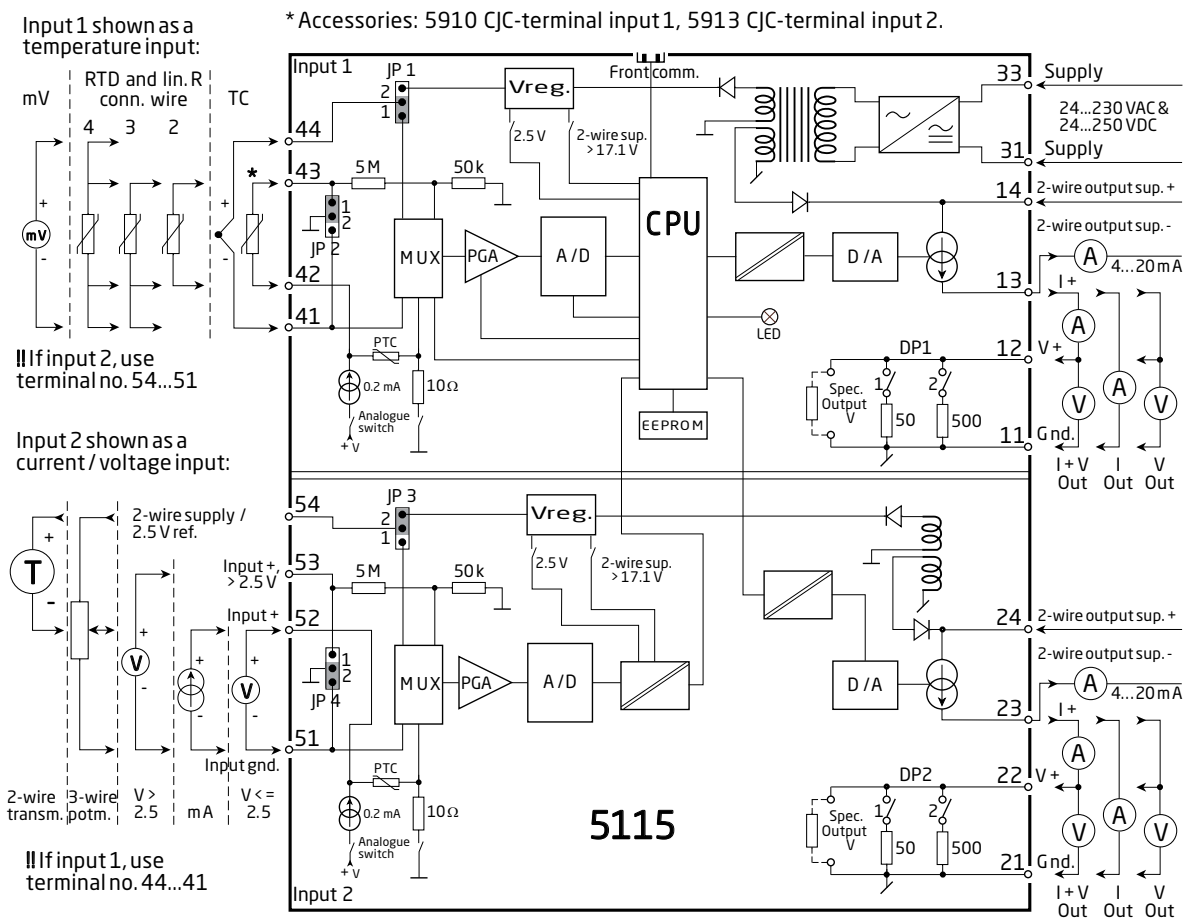 * Accessories: 5910 CJC-terminal input 1, 5913 CJC-terminal input 2.
Input 1 shown as a
temperature input:
mV
RTD and lin. R
conn. wire
TC
4 3 2
*
+
mV
-
+
-
!! If input 2, use
terminal no. 54...51
Input 1
JP 1
2
1
44
43
42
41
5M
50k
1
2
JP 2
Vreg.
2.5 V
2-wire sup.
> 17.1 V
Front comm.
CPU
MUX
PGA
A/D
D/A
PTC
0.2 mA
10Ω
Analogue
switch
+ V
EEPROM
LED
33
Supply
24...230 VAC &
24...250 VDC
31
Supply
14
2-wire output sup. +
2-wire output sup. -
A
4...20 mA
13
I +
A
12
V +
A
V
V
11
Gnd.
I + V
Out
I
Out
V
Out
DP1
Spec.
Output
V
1
50
2
500
Input 2 shown as a
current / voltage input:
2-wire supply /
2.5 V ref.
+
T
-
Input +,
> 2.5 V
Input +
+
V
-
+
-
+
V
-
Input gnd.
2-wire
transm.
3-wire
potm.
V >
2.5
mA
V <=
2.5
!! If input 1, use
terminal no. 44...41
54
53
52
51
JP 3
2
1
5M
50k
1
2
JP 4
Vreg.
2.5 V
2-wire sup.
> 17.1 V
MUX
PGA
A/D
D/A
PTC
0.2 mA
10Ω
Analogue
switch
+ V
Input 2
5115
24
2-wire output sup. +
2-wire output sup. -
A
4...20 mA
23
I +
A
22
V +
A
V
V
21
Gnd.
I + V
Out
I
Out
V
Out
DP2
Spec.
Output
V
1
50
2
500